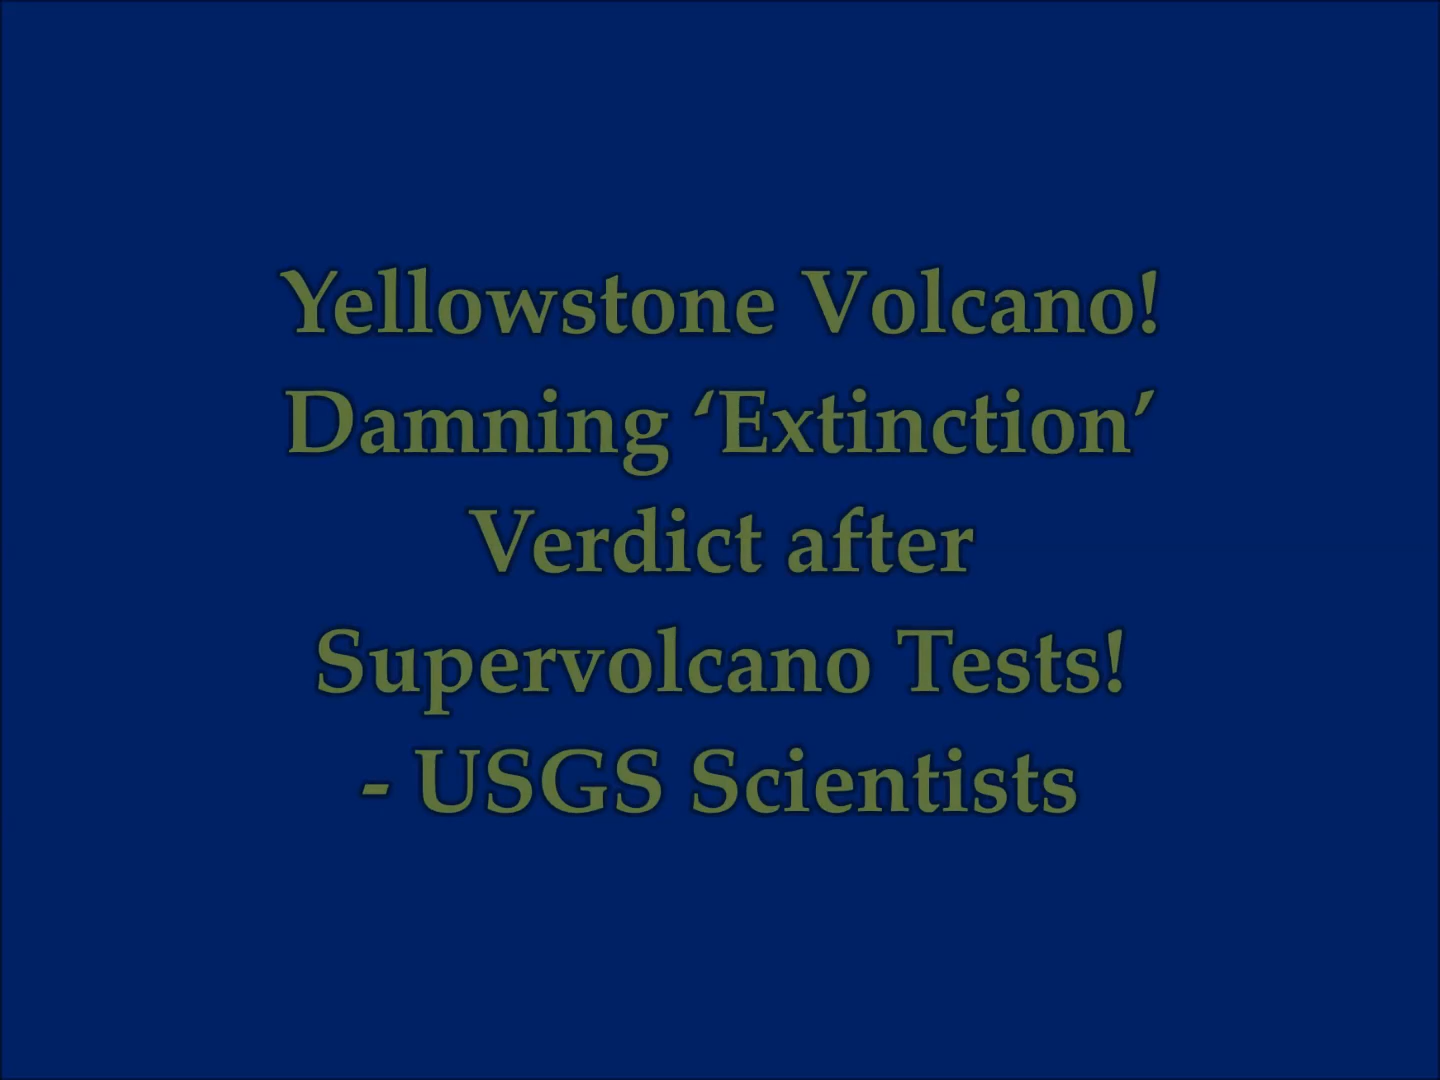 Yellowstone Volcano!
Damning ‘Extinction’
Verdict after
Supervolcano Tests!
- USGS Scientists